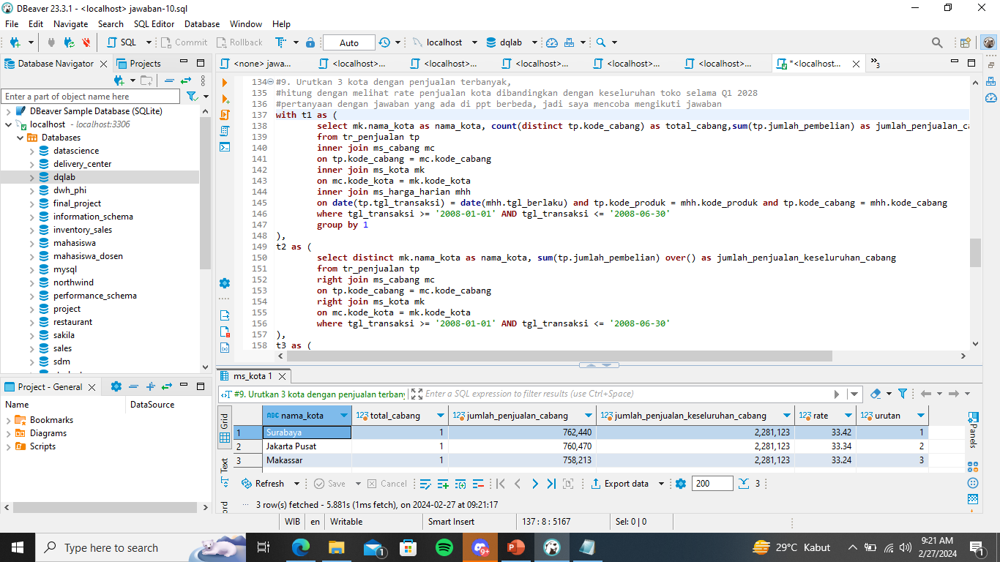 DBeaver 23.3.1 - <localhost> jawaban-10.sql
File Edit Navigate Search SQL Editor Database Window Help
SQL Commit Rollback Auto localhost dqlab
Database Navigator Projects
<none> jawa... <localhost>... <localhost>... <localhost>... <localhost>... <localhost>... *<localhost... »3
Enter a part of object name here
DBeaver Sample Database (SQLite)
localhost - localhost:3306
Databases
datascience
delivery_center
dqlab
dwh_phi
final_project
information_schema
inventory_sales
mahasiswa
mahasiswa_dosen
mysql
northwind
performance_schema
project
restaurant
sakila
sales
sdm
134 #9. Urutkan 3 kota dengan penjualan terbanyak,
135 #hitung dengan melihat rate penjualan kota dibandingkan dengan keseluruhan toko selama Q1 2028
136 #pertanyaan dengan jawaban yang ada di ppt berbeda, jadi saya mencoba mengikuti jawaban
137 with t1 as (
138 select mk.nama_kota as nama_kota, count(distinct tp.kode_cabang) as total_cabang,sum(tp.jumlah_pembelian) as jumlah_penjualan_ca
139 from tr_penjualan tp
140 inner join ms_cabang mc
141 on tp.kode_cabang = mc.kode_cabang
142 inner join ms_kota mk
143 on mc.kode_kota = mk.kode_kota
144 inner join ms_harga_harian mhh
145 on date(tp.tgl_transaksi) = date(mhh.tgl_berlaku) and tp.kode_produk = mhh.kode_produk and tp.kode_cabang = mhh.kode_cabang
146 where tgl_transaksi >= '2008-01-01' AND tgl_transaksi <= '2008-06-30'
147 group by 1
148 ),
149 t2 as (
150 select distinct mk.nama_kota as nama_kota, sum(tp.jumlah_pembelian) over() as jumlah_penjualan_keseluruhan_cabang
151 from tr_penjualan tp
152 right join ms_cabang mc
153 on tp.kode_cabang = mc.kode_cabang
154 right join ms_kota mk
155 on mc.kode_kota = mk.kode_kota
156 where tgl_transaksi >= '2008-01-01' AND tgl_transaksi <= '2008-06-30'
157 ),
158 t3 as (
Project - General
Name DataSource
Bookmarks
Diagrams
Scripts
ms_kota 1
#9. Urutkan 3 kota dengan penjualan terban Enter a SQL expression to filter results (use Ctrl+Space)
Grid
Text
Panels
nama_kota total_cabang jumlah_penjualan_cabang jumlah_penjualan_keseluruhan_cabang rate urutan
1 Surabaya 1 762,440 2,281,123 33.42 1
2 Jakarta Pusat 1 760,470 2,281,123 33.34 2
3 Makassar 1 758,213 2,281,123 33.24 3
Refresh Save Cancel Export data 200 3
3 row(s) fetched - 5.881s (1ms fetch), on 2024-02-27 at 09:21:17
WIB en Writable Smart Insert 137 : 8 : 5167 Sel: 0 | 0
Type here to search
29°C Kabut
9:21 AM
2/27/2024